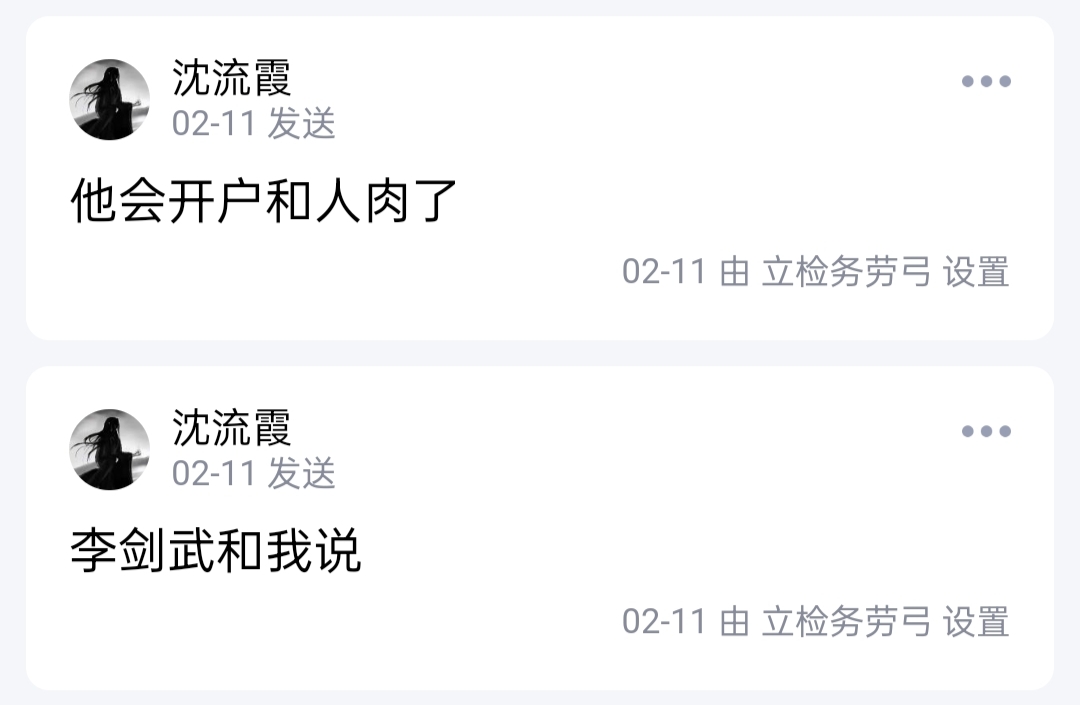 沈流霞
02-11 发送
他会开户和人肉了
02-11 由 立检务劳弓 设置
沈流霞
02-11 发送
李剑武和我说
02-11 由 立检务劳弓 设置